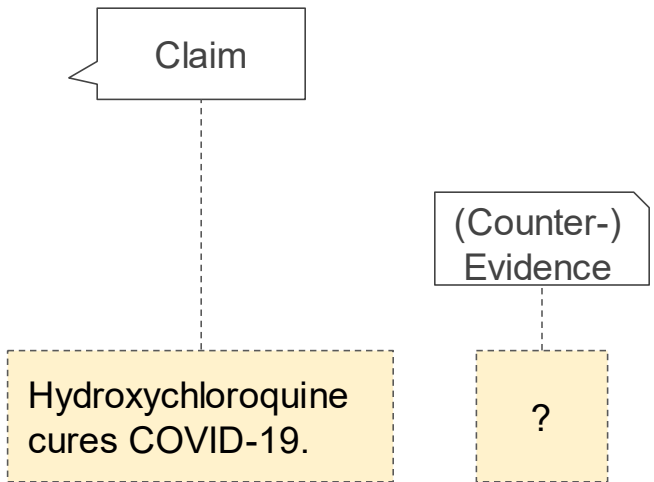 Claim
(Counter-)
Evidence
Hydroxychloroquine
cures COVID-19.
?